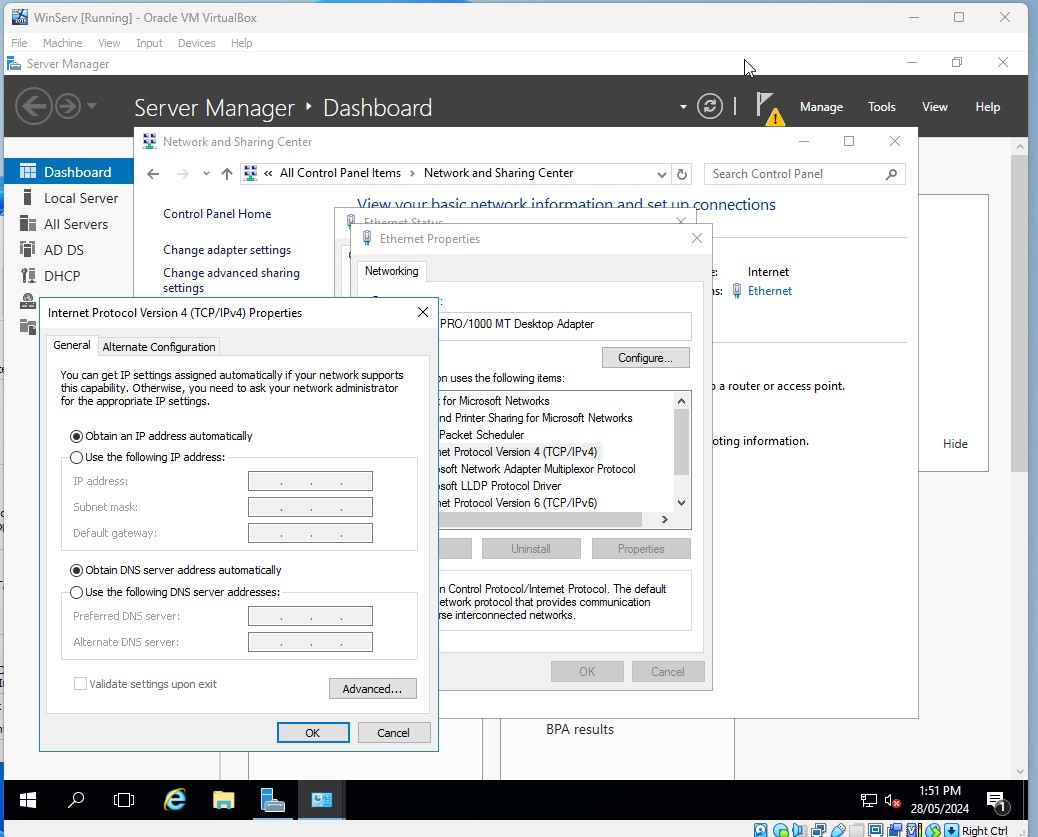 WinServ [Running] - Oracle VM VirtualBox
File Machine View Input Devices Help
Server Manager
Server Manager Dashboard
Manage Tools View Help
Network and Sharing Center
« All Control Panel Items Network and Sharing Center
Search Control Panel
Dashboard
Local Server
All Servers
AD DS
DHCP
Control Panel Home
Change adapter settings
Change advanced sharing
settings
View your basic network information and set up connections
Ethernet Status
Internet
Ethernet
a router or access point.
oting information.
Hide
Ethernet Properties
Networking
PRO/1000 MT Desktop Adapter
Configure...
uses the following items:
for Microsoft Networks
nd Printer Sharing for Microsoft Networks
Packet Scheduler
net Protocol Version 4 (TCP/IPv4)
soft Network Adapter Multiplexor Protocol
soft LLDP Protocol Driver
net Protocol Version 6 (TCP/IPv6)
Uninstall Properties
n Control Protocol/Internet Protocol. The default
etwork protocol that provides communication
rse interconnected networks.
OK Cancel
Internet Protocol Version 4 (TCP/IPv4) Properties
General Alternate Configuration
You can get IP settings assigned automatically if your network supports
this capability. Otherwise, you need to ask your network administrator
for the appropriate IP settings.
Obtain an IP address automatically
Use the following IP address:
IP address:
Subnet mask:
Default gateway:
Obtain DNS server address automatically
Use the following DNS server addresses:
Preferred DNS server:
Alternate DNS server:
Validate settings upon exit
Advanced...
OK Cancel
BPA results
1:51 PM
28/05/2024
1
Right Ctrl